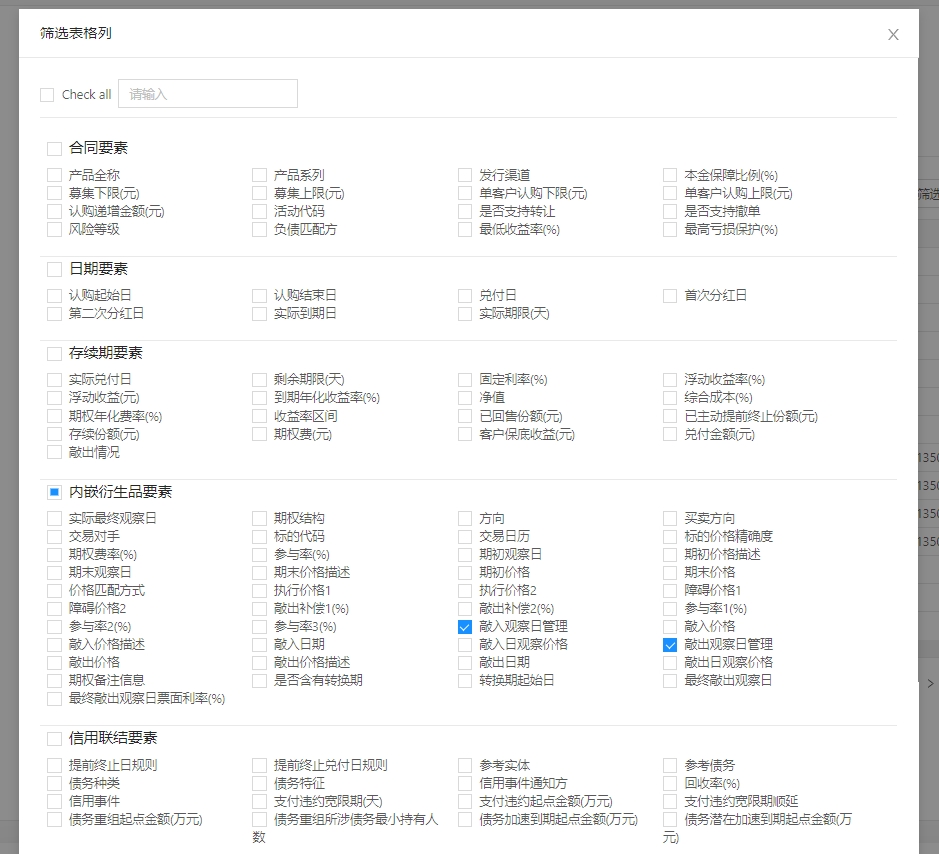 筛选表格列
Check all 请输入
合同要素
产品全称 产品系列 发行渠道 本金保障比例(%)
募集下限(元) 募集上限(元) 单客户认购下限(元) 单客户认购上限(元)
认购递增金额(元) 活动代码 是否支持转让 是否支持撤单
风险等级 负债匹配方 最低收益率(%) 最高亏损保护(%)
筛选
日期要素
认购起始日 认购结束日 兑付日 首次分红日
第二次分红日 实际到期日 实际期限(天)
存续期要素
实际兑付日 剩余期限(天) 固定利率(%) 浮动收益率(%)
浮动收益(元) 到期年化收益率(%) 净值 综合成本(%)
期权年化费率(%) 收益率区间 已回售份额(元) 已主动提前终止份额(元)
存续份额(元) 期权费(元) 客户保底收益(元) 兑付金额(元)
敲出情况
1350
1350
1350
1350
内嵌衍生品要素
实际最终观察日 期权结构 方向 买卖方向
交易对手 标的代码 交易日历 标的价格精确度
期权费率(%) 参与率(%) 期初观察日 期初价格描述
期末观察日 期末价格描述 期初价格 期末价格
价格匹配方式 执行价格1 执行价格2 障碍价格1
障碍价格2 敲出补偿1(%) 敲出补偿2(%) 参与率1(%)
参与率2(%) 参与率3(%) 敲入观察日管理 敲入价格
敲入价格描述 敲入日期 敲入日观察价格 敲出观察日管理
敲出价格 敲出价格描述 敲出日期 敲出日观察价格
期权备注信息 是否含有转换期 转换期起始日 最终敲出观察日
最终敲出观察日票面利率(%)
信用联结要素
提前终止日规则 提前终止兑付日规则 参考实体 参考债务
债务种类 债务特征 信用事件通知方 回收率(%)
信用事件 支付违约宽限期(天) 支付违约起点金额(万元) 支付违约宽限期顺延
债务重组起点金额(万元) 债务重组所涉债务最小持有人数 债务加速到期起点金额(万元) 债务潜在加速到期起点金额(万元)